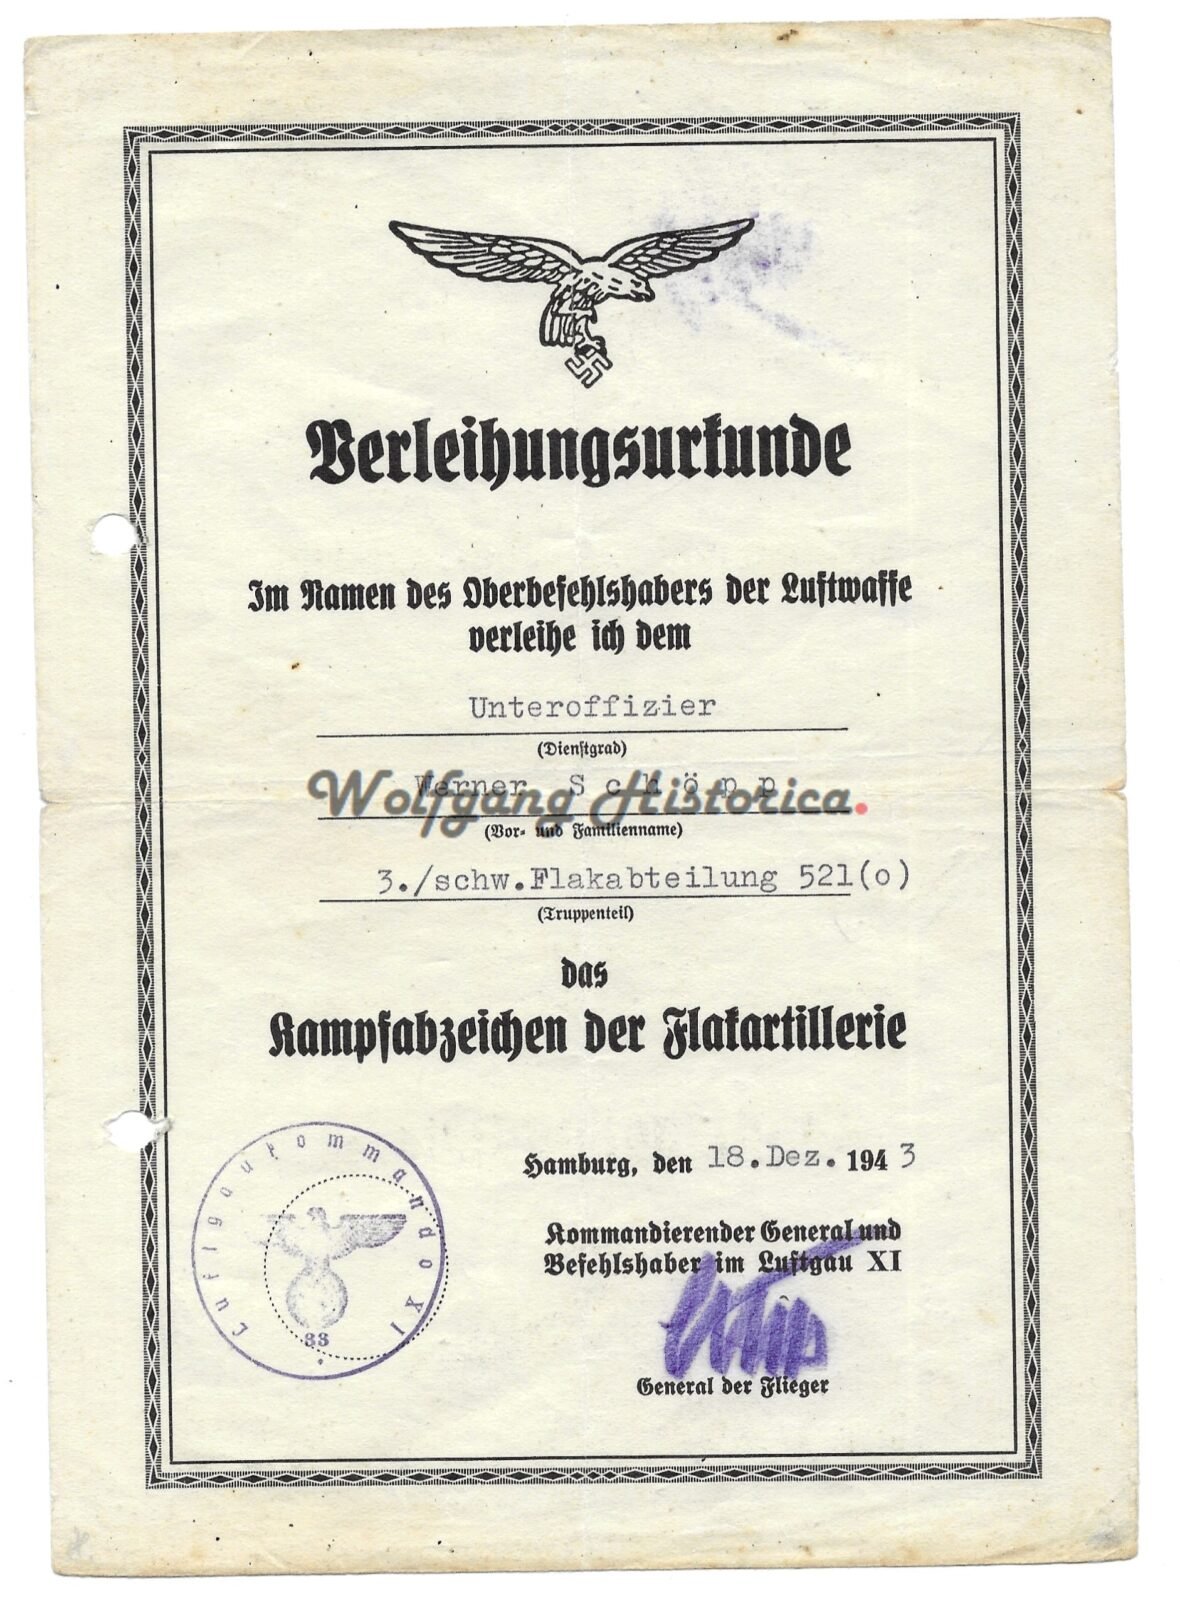 Verleihungsurkunde
Im Namen des Oberbefehlshabers der Luftwaffe
verleihe ich dem
Unteroffizier
(Dienstgrad)
Werner Schöpp
Wolfgang Historica.
(Vor- und Familienname)
3./schw.Flakabteilung 521(o)
(Truppenteil)
das
Kampfabzeichen der Flakartillerie
Hamburg, den 18.Dez. 1943
Kommandierender General und
Befehlshaber im Luftgau XI
General der Flieger
Luftgaukommando XI
33